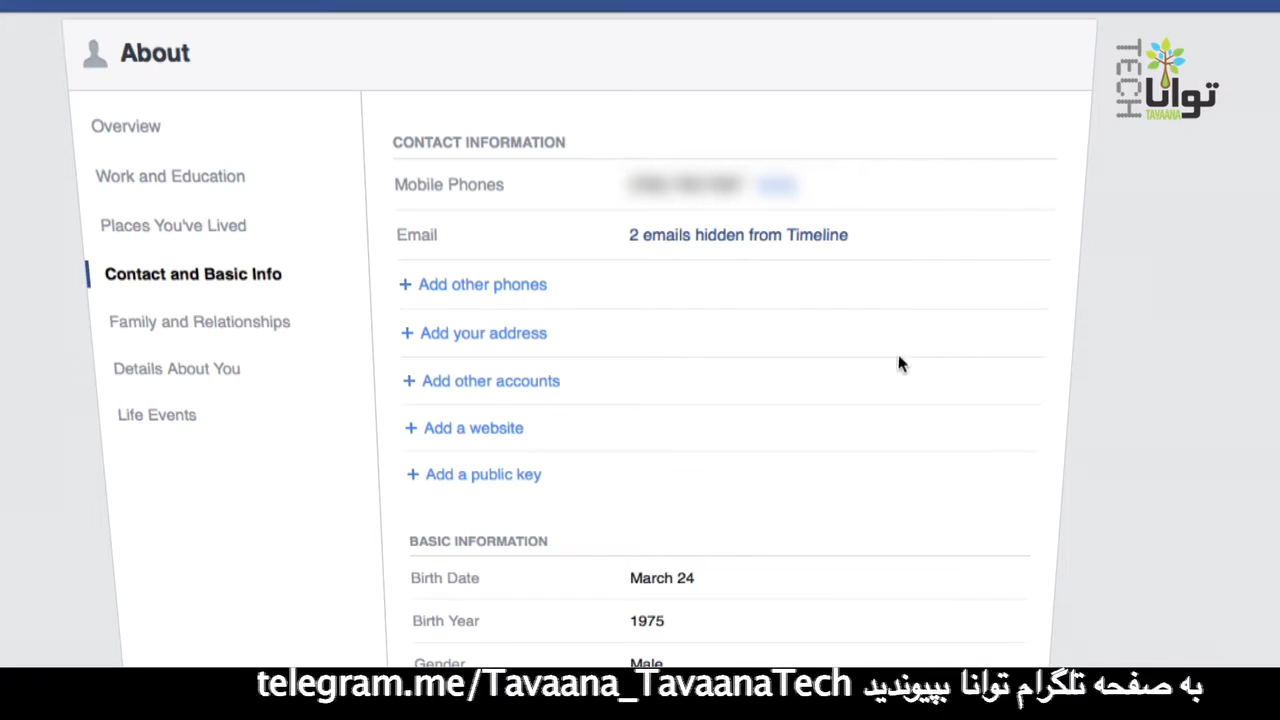 About
TECH
توانا
TAVAANA
Overview
Work and Education
Places You've Lived
Contact and Basic Info
Family and Relationships
Details About You
Life Events
CONTACT INFORMATION
Mobile Phones
Email 2 emails hidden from Timeline
+ Add other phones
+ Add your address
+ Add other accounts
+ Add a website
+ Add a public key
BASIC INFORMATION
Birth Date March 24
Birth Year 1975
Gender Male
به صفحه تلگرام توانا بپیوندید telegram.me/Tavaana_TavaanaTech